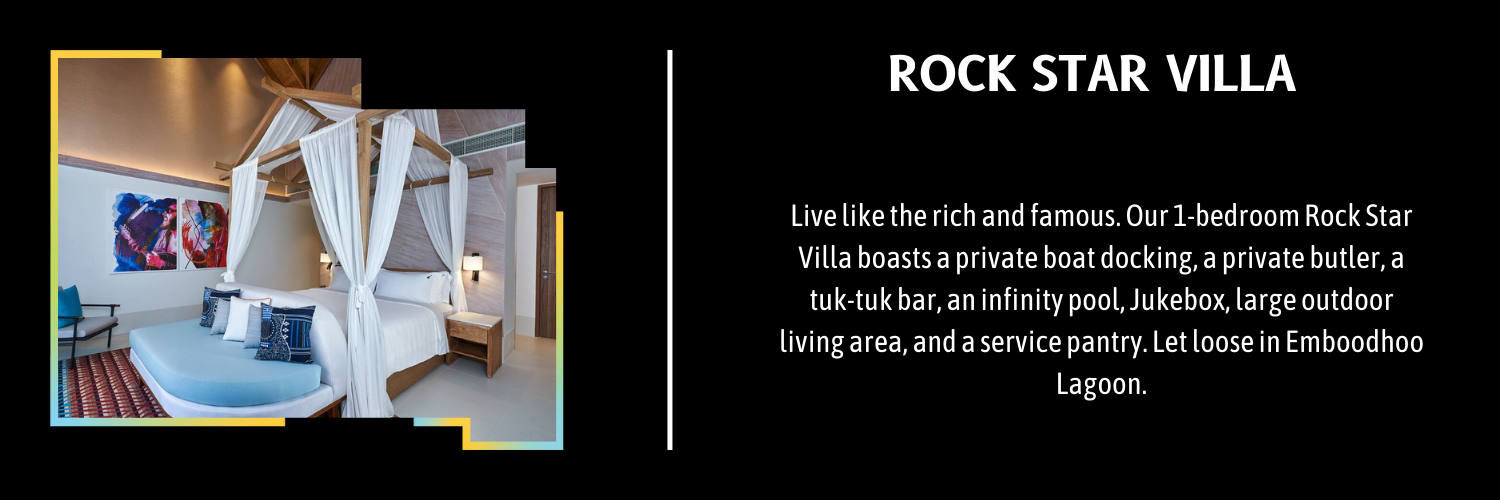 ROCK STAR VILLA
Live like the rich and famous. Our 1-bedroom Rock Star
Villa boasts a private boat docking, a private butler, a
tuk-tuk bar, an infinity pool, Jukebox, large outdoor
living area, and a service pantry. Let loose in Emboodhoo
Lagoon.